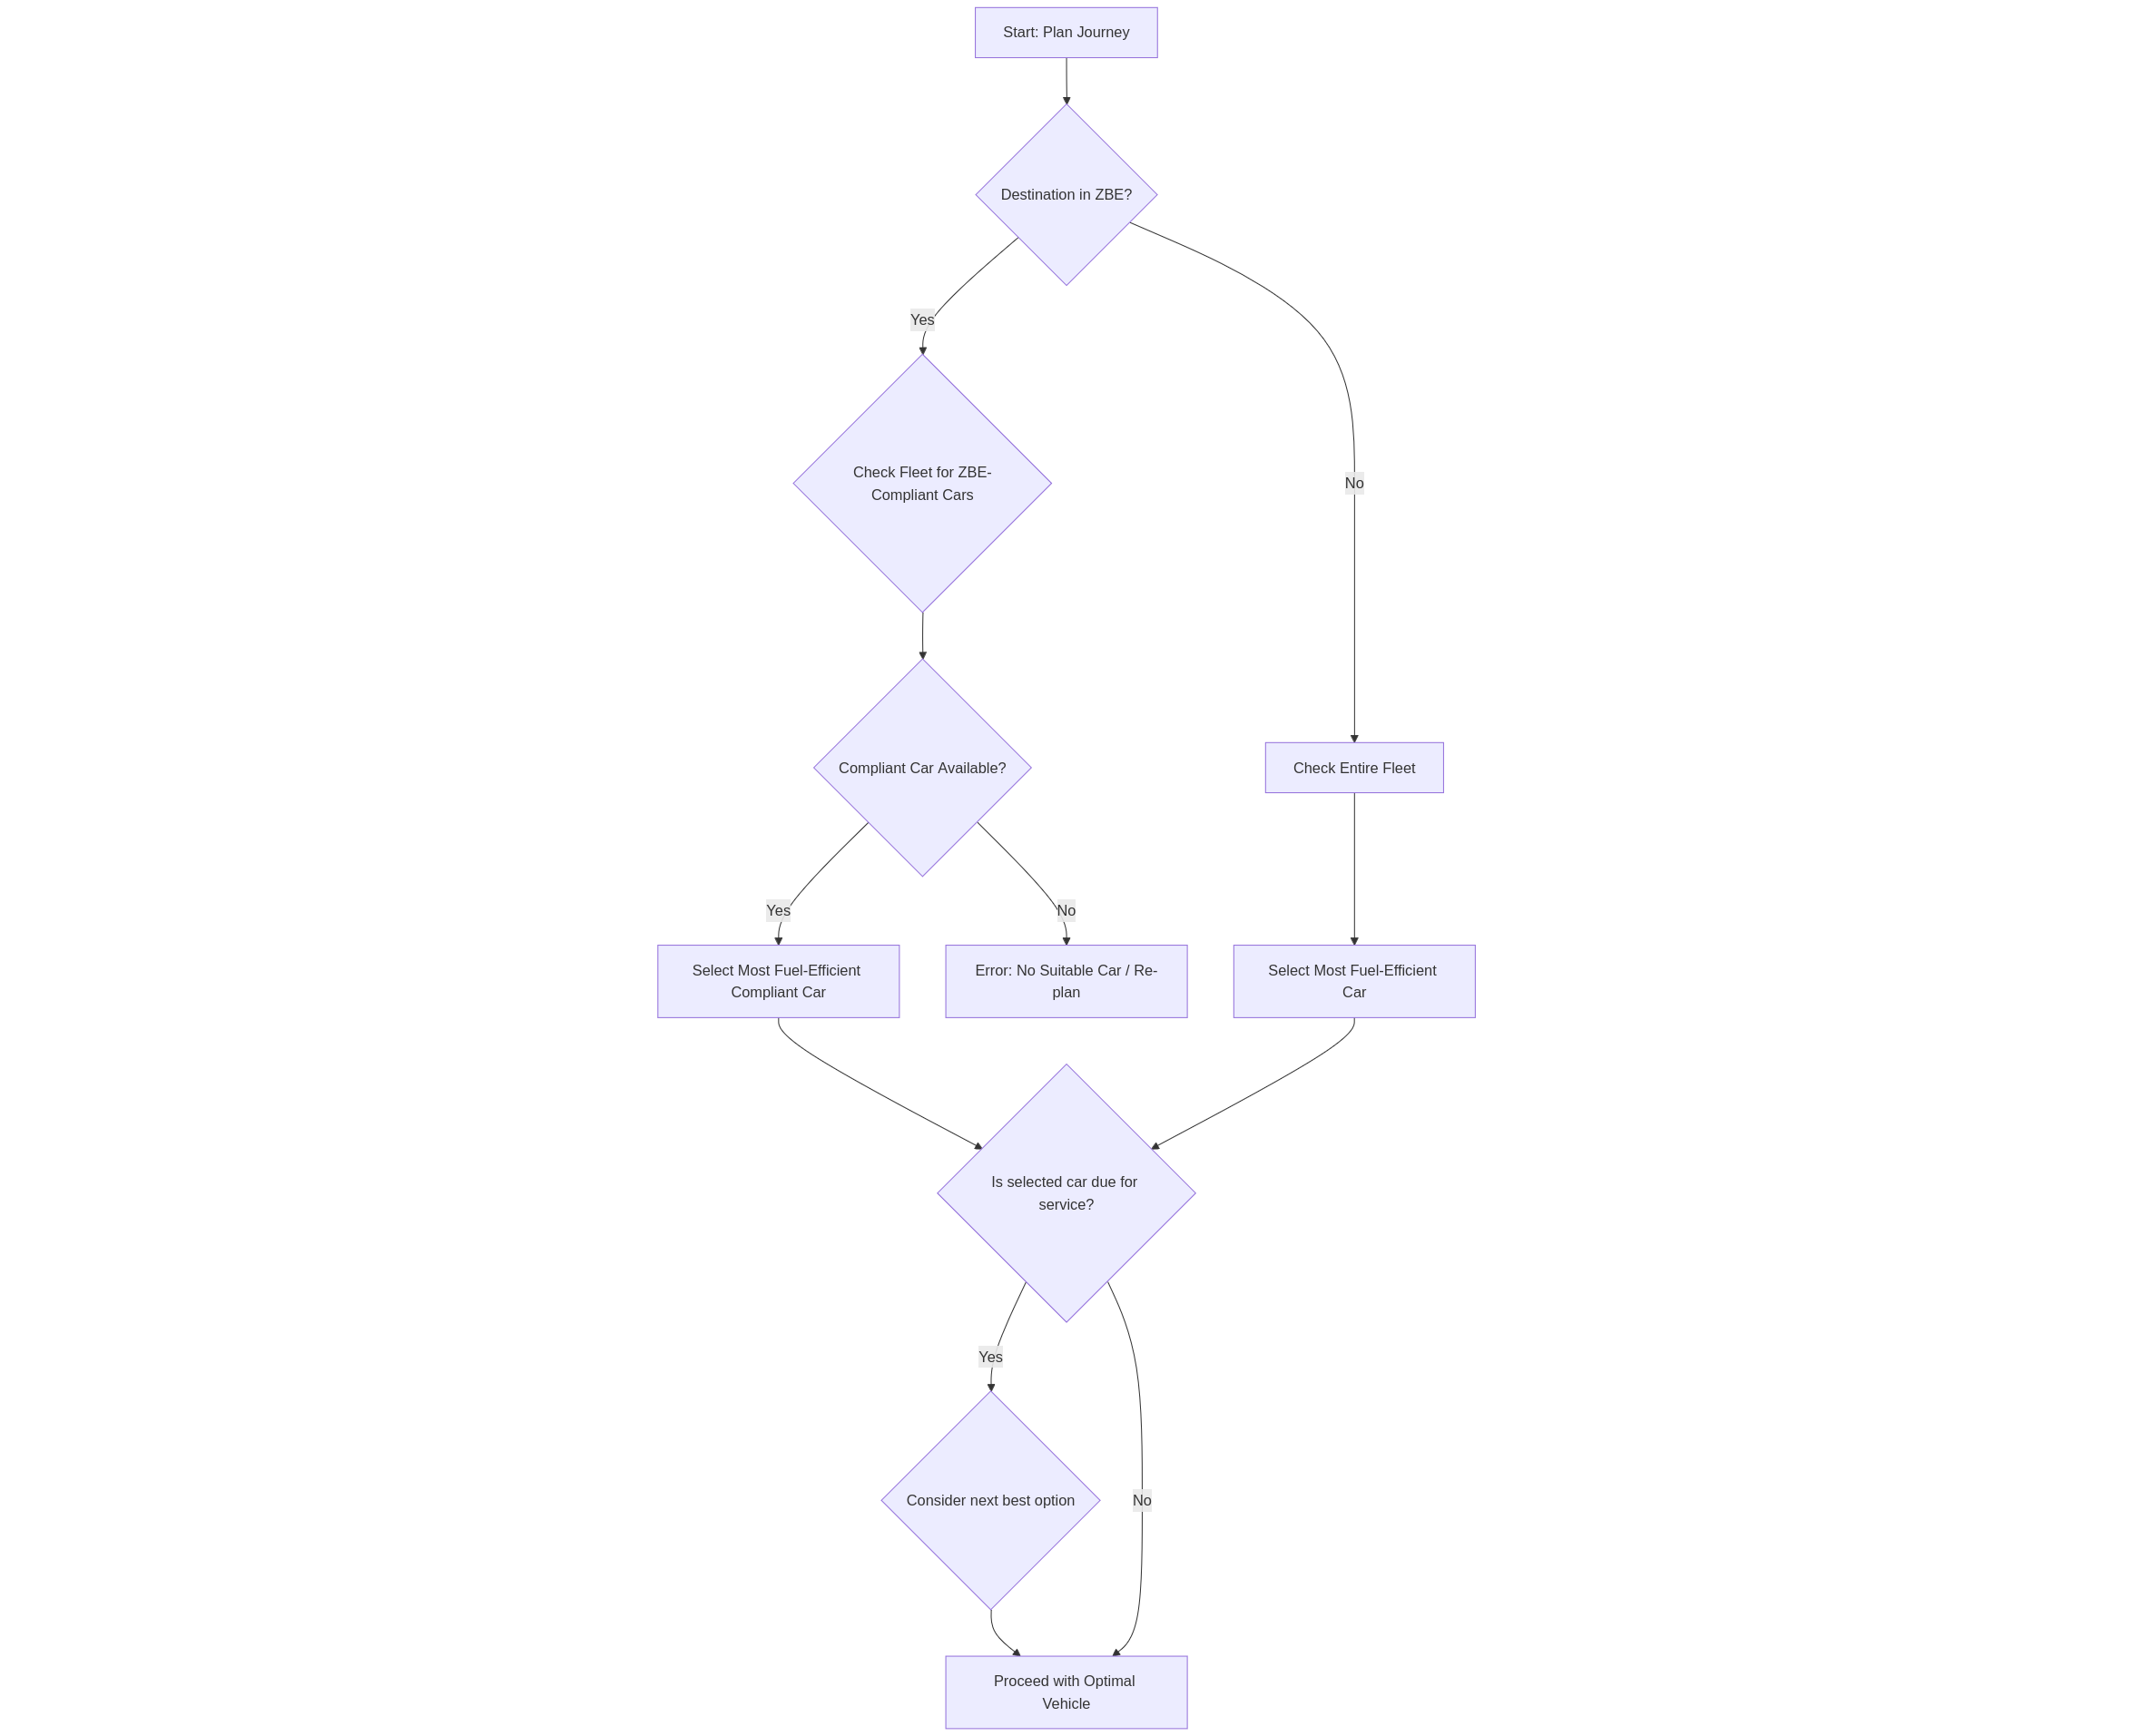 Start: Plan Journey
Destination in ZBE?
Yes
No
Check Fleet for ZBE-
Compliant Cars
Compliant Car Available?
Check Entire Fleet
Yes
No
Select Most Fuel-Efficient
Compliant Car
Error: No Suitable Car / Re-
plan
Select Most Fuel-Efficient
Car
Is selected car due for
service?
Yes
Consider next best option
No
Proceed with Optimal
Vehicle